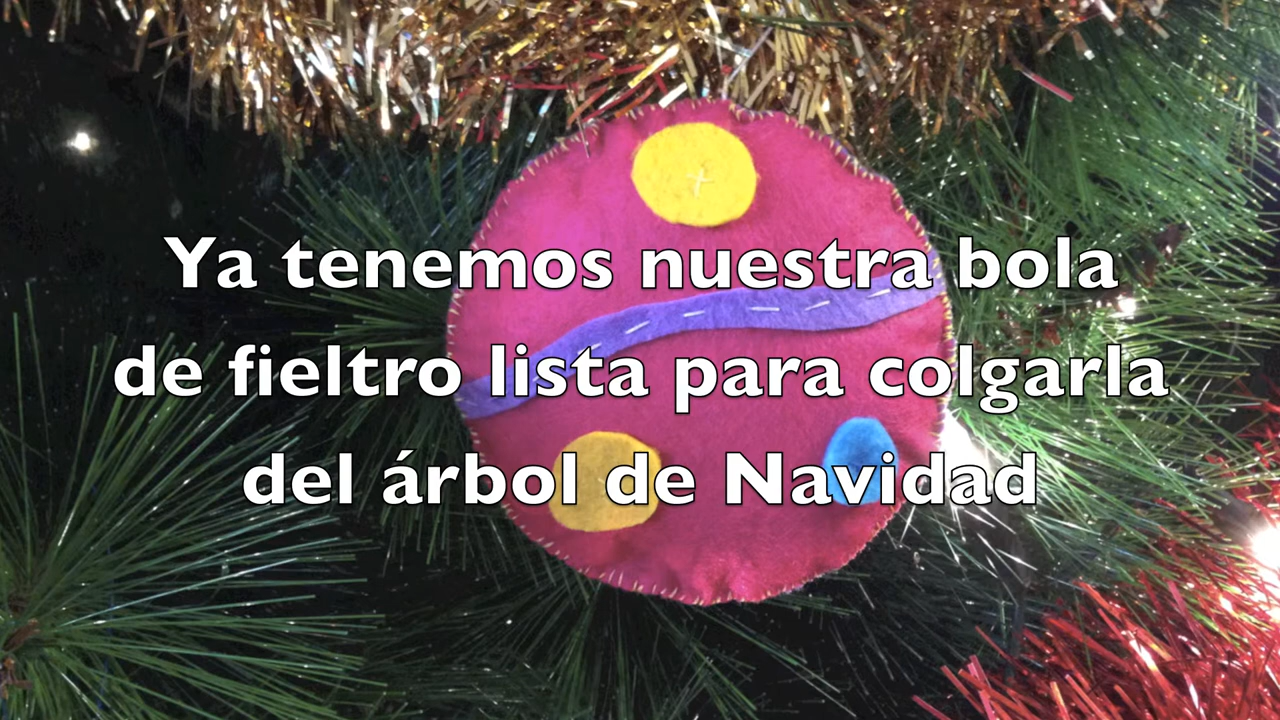 Ya tenemos nuestra bola
de fieltro lista para colgarla
del árbol de Navidad